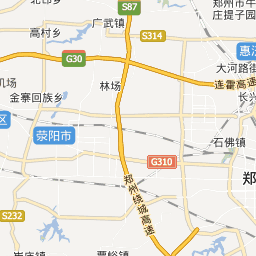 北邙乡
S87
广武镇
郑州市牛
庄提子园
高村乡
S314
惠济
G30
大河路街
机场
林场
连霍高速
金寨回族乡
长兴
区
荥阳市
石佛镇
G310
郑
郑州绕城高速
S232
崔庙镇
贾峪镇